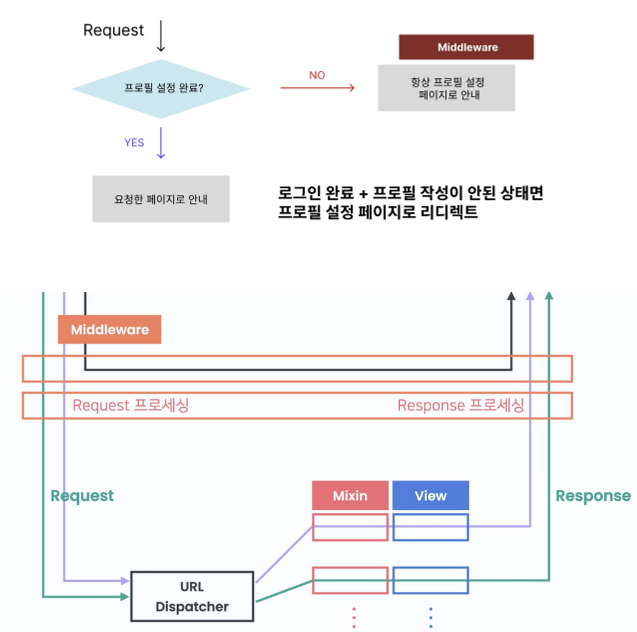 Request
Middleware
프로필 설정 완료?
NO
항상 프로필 설정
페이지로 안내
YES
요청한 페이지로 안내
로그인 완료 + 프로필 작성이 안된 상태면
프로필 설정 페이지로 리디렉트
Middleware
Request 프로세싱
Response 프로세싱
Request
Mixin
View
Response
URL
Dispatcher